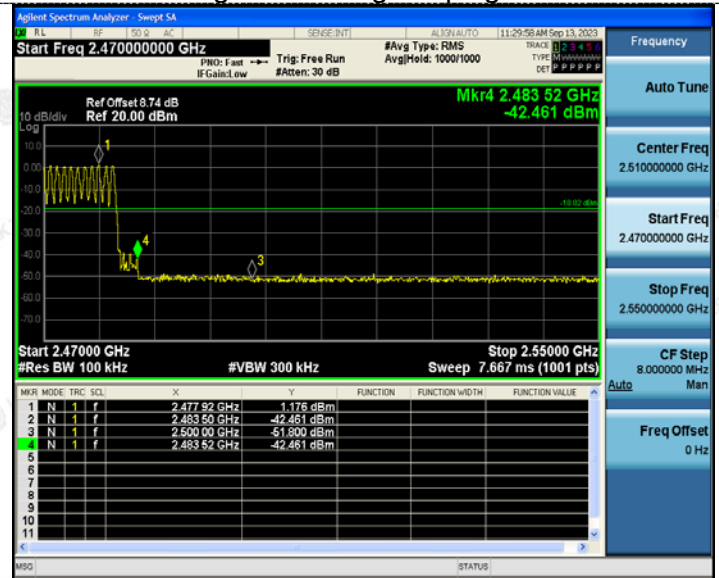 Agilent Spectrum Analyzer - Swept SA
RL RF 50 Ω AC SENSE:INT ALIGNAUTO 11:29:58 AM Sep 13, 2023
Start Freq 2.470000000 GHz
PNO: Fast
IFGain:Low
Trig: Free Run
#Atten: 30 dB
#Avg Type: RMS
Avg|Hold: 1000/1000
TRACE 1 2 3 4 5 6
TYPE M
DET P P P P P P
Ref Offset 8.74 dB
Ref 20.00 dBm
10 dB/div
Log
Mkr4 2.483 52 GHz
-42.461 dBm
10.0
0.00
-10.0
-20.0
-30.0
-40.0
-50.0
-60.0
-70.0
1
4
3
Start 2.47000 GHz
Stop 2.55000 GHz
#Res BW 100 kHz
#VBW 300 kHz
Sweep 7.667 ms (1001 pts)
MKR MODE TRC SCL X Y FUNCTION FUNCTION WIDTH FUNCTION VALUE
1 N 1 f 2.477 92 GHz 1.176 dBm
2 N 1 f 2.483 50 GHz -42.461 dBm
3 N 1 f 2.500 00 GHz -51.800 dBm
4 N 1 f 2.483 52 GHz -42.461 dBm
5
6
7
8
9
10
11
MSG STATUS
Frequency
Auto Tune
Center Freq
2.510000000 GHz
Start Freq
2.470000000 GHz
Stop Freq
2.550000000 GHz
CF Step
8.000000 MHz
Auto Man
Freq Offset
0 Hz